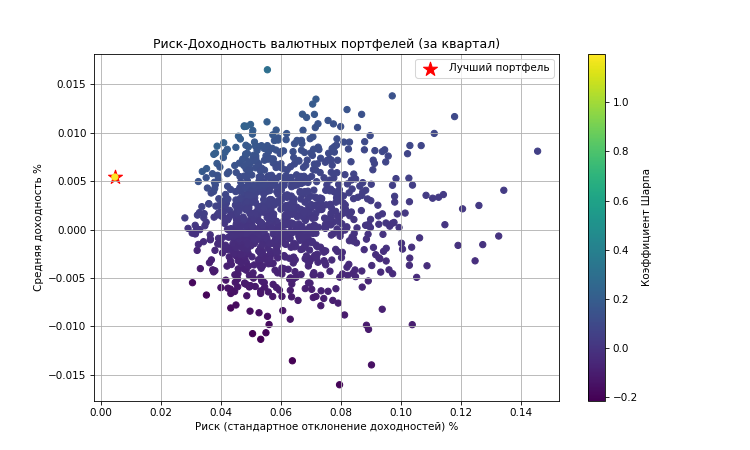 Риск-Доходность валютных портфелей (за квартал)
Лучший портфель
Средняя доходность %
0.015
0.010
0.005
0.000
−0.005
−0.010
−0.015
0.00 0.02 0.04 0.06 0.08 0.10 0.12 0.14
Риск (стандартное отклонение доходностей) %
1.0
0.8
0.6
0.4
0.2
0.0
−0.2
Коэффициент Шарпа